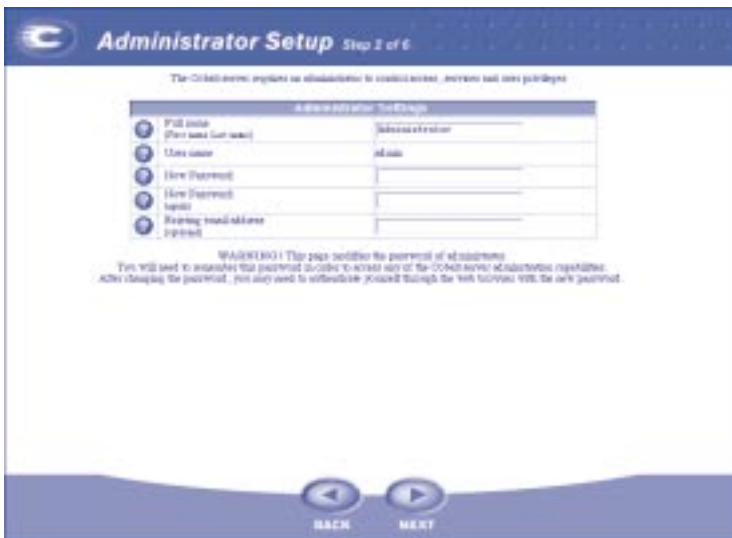 Administrator Setup Step 2 of 6
The Cobalt server requires an administrator to control access, services and user privileges
Administrator Settings
Full name
(First name Last name)
Administrator
User name
admin
New Password
New Password
(again)
Existing email address
(optional)
WARNING! This page modifies the password of administrator.
You will need to remember this password in order to access any of the Cobalt server administration capabilities.
After changing the password, you may need to authenticate yourself through the web browser with the new password.
BACK
NEXT